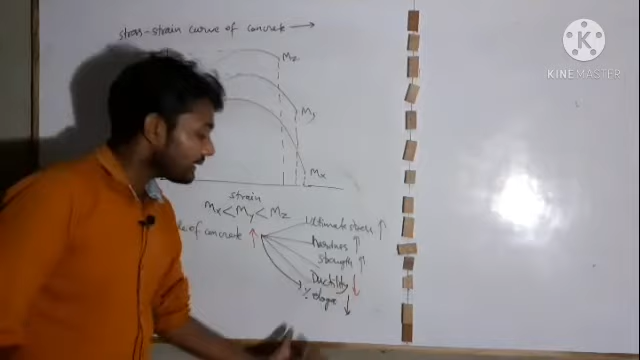 stress-strain curve of concrete →
Mz
My
Mx
strain
Mx < My < Mz
of concrete ↑
Ultimate stress ↑
hardness ↑
strength ↑
Ductility ↓
% elogn ↓
KINEMASTER